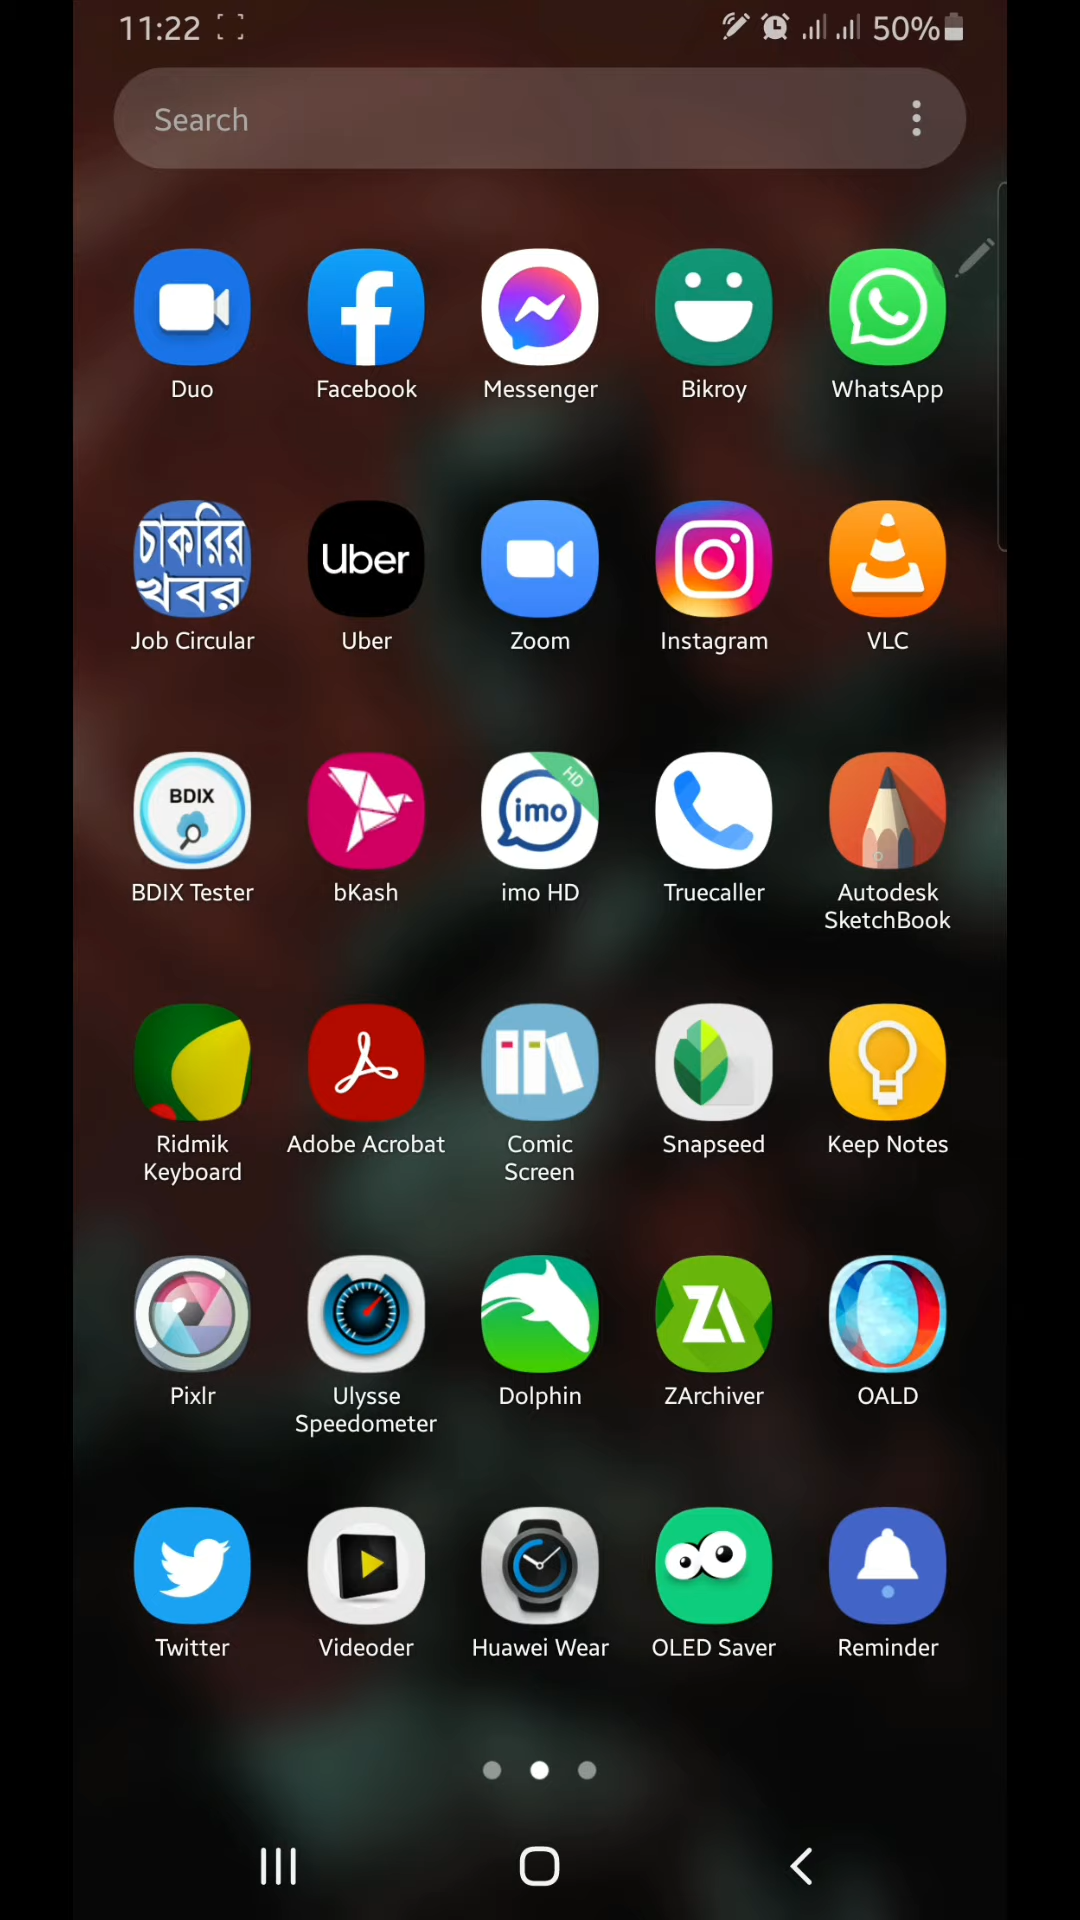 11:22 50%
Search
Duo Facebook Messenger Bikroy WhatsApp
চাকরির
খবর
Uber
Job Circular Uber Zoom Instagram VLC
BDIX
imo
HD
BDIX Tester bKash imo HD Truecaller Autodesk
SketchBook
Ridmik
Keyboard
Adobe Acrobat
Comic
Screen
Snapseed Keep Notes
ZA
Pixlr Ulysse
Speedometer
Dolphin ZArchiver OALD
Twitter Videoder Huawei Wear OLED Saver Reminder